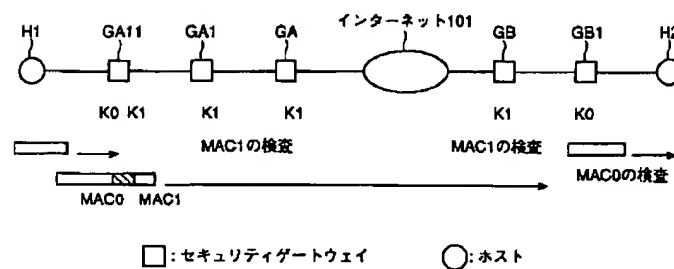 H1 GA11 GA1 GA インターネット101 GB GB1 H2
K0 K1 K1 K1 K1 K0
MAC1の検査 MAC1の検査
MAC0の検査
MAC0 MAC1
:セキュリティゲートウェイ :ホスト